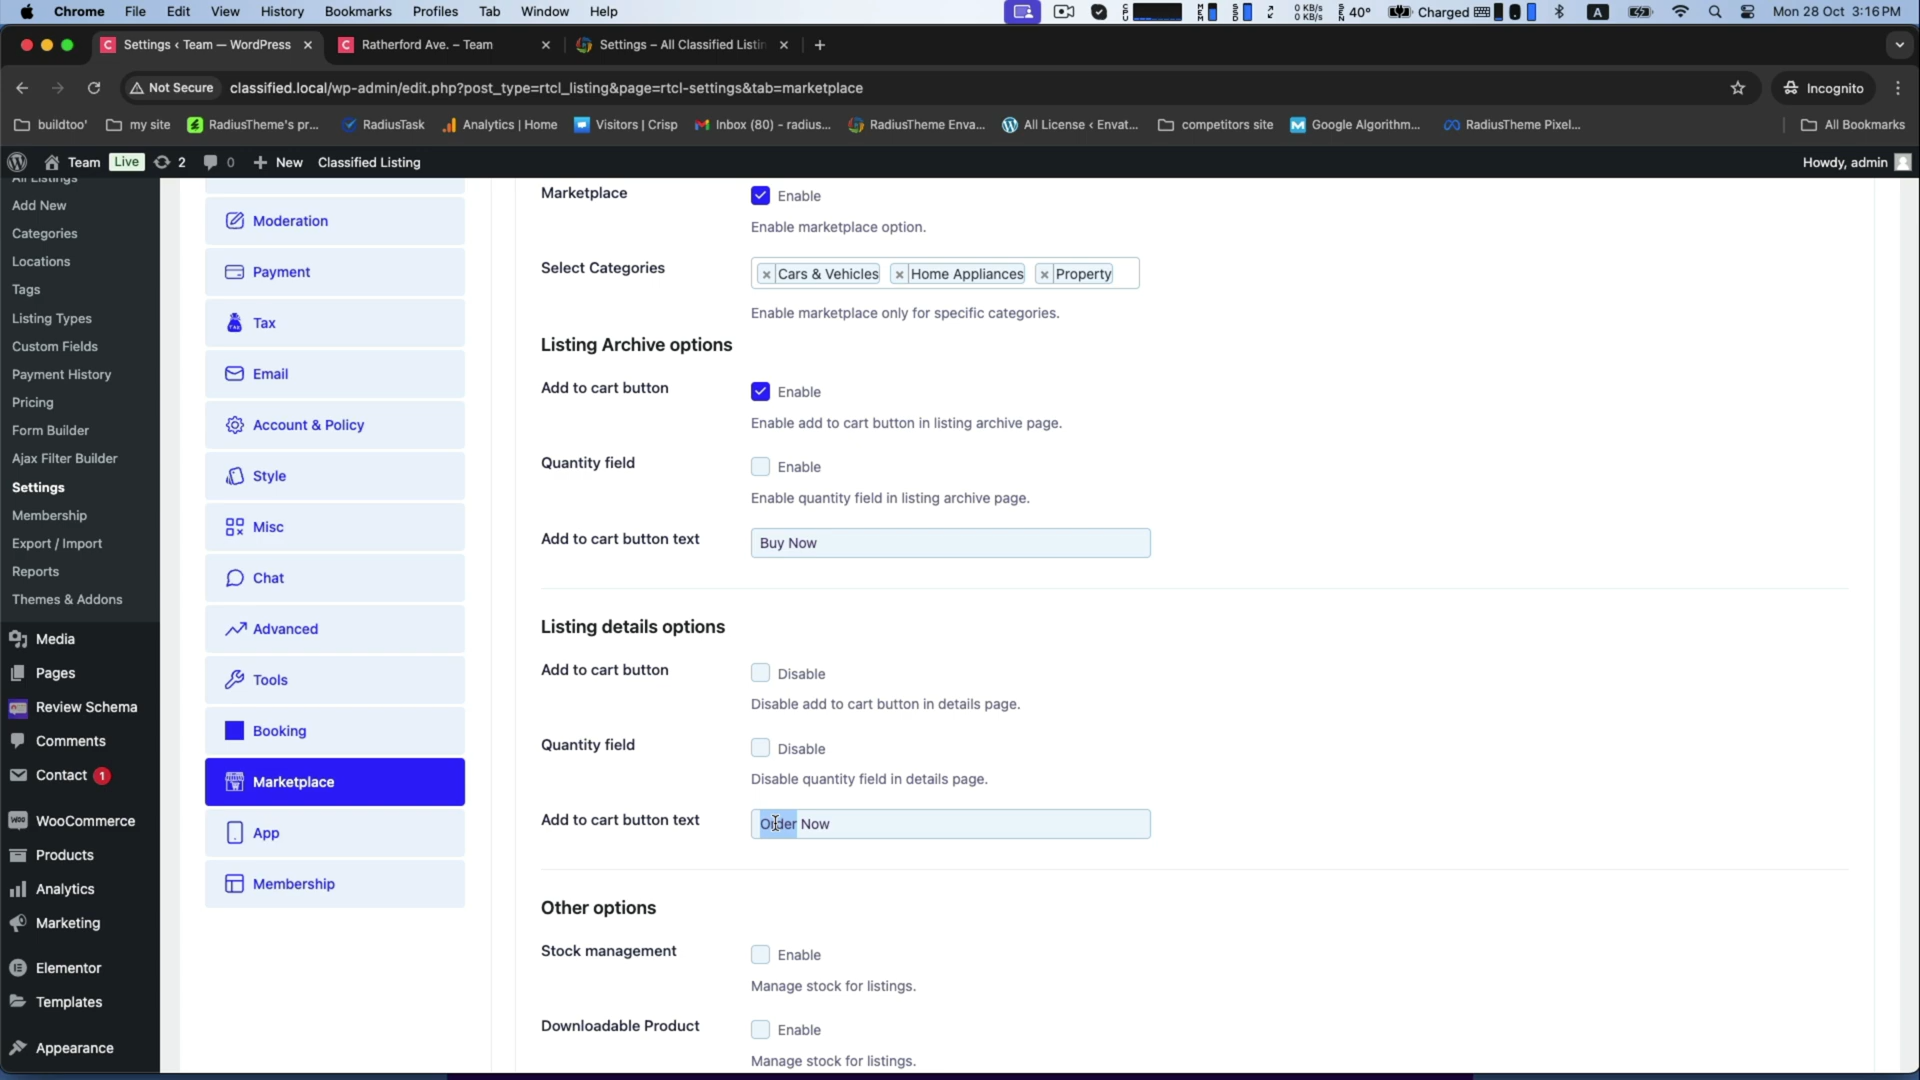 Chrome File Edit View History Bookmarks Profiles Tab Window Help 0 KB/s 0 KB/s 40° Charged A Mon 28 Oct 3:16 PM
Settings ‹ Team — WordPress Ratherford Ave. – Team Settings – All Classified Listin
Not Secure classified.local/wp-admin/edit.php?post_type=rtcl_listing&page=rtcl-settings&tab=marketplace Incognito
buildtoo' my site RadiusTheme's pr... RadiusTask Analytics | Home Visitors | Crisp Inbox (80) - radius... RadiusTheme Enva... All License ‹ Envat... competitors site Google Algorithm... RadiusTheme Pixel... All Bookmarks
Team Live 2 0 New Classified Listing Howdy, admin
All Listings
Add New
Categories
Locations
Tags
Listing Types
Custom Fields
Payment History
Pricing
Form Builder
Ajax Filter Builder
Settings
Membership
Export / Import
Reports
Themes & Addons
Media
Pages
Review Schema
Comments
Contact 1
WooCommerce
Products
Analytics
Marketing
Elementor
Templates
Appearance
Moderation
Payment
Tax
Email
Account & Policy
Style
Misc
Chat
Advanced
Tools
Booking
Marketplace
App
Membership
Marketplace Enable
Enable marketplace option.
Select Categories × Cars & Vehicles × Home Appliances × Property
Enable marketplace only for specific categories.
Listing Archive options
Add to cart button Enable
Enable add to cart button in listing archive page.
Quantity field Enable
Enable quantity field in listing archive page.
Add to cart button text Buy Now
Listing details options
Add to cart button Disable
Disable add to cart button in details page.
Quantity field Disable
Disable quantity field in details page.
Add to cart button text Order Now
Other options
Stock management Enable
Manage stock for listings.
Downloadable Product Enable
Manage stock for listings.